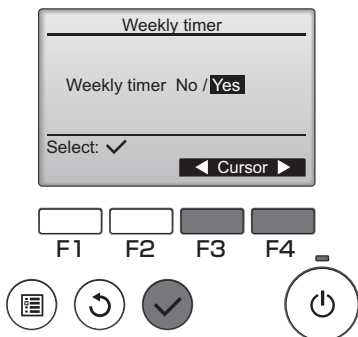 Weekly timer
Weekly timer No / Yes
Select: ✓
◀ Cursor ▶
F1 F2 F3 F4